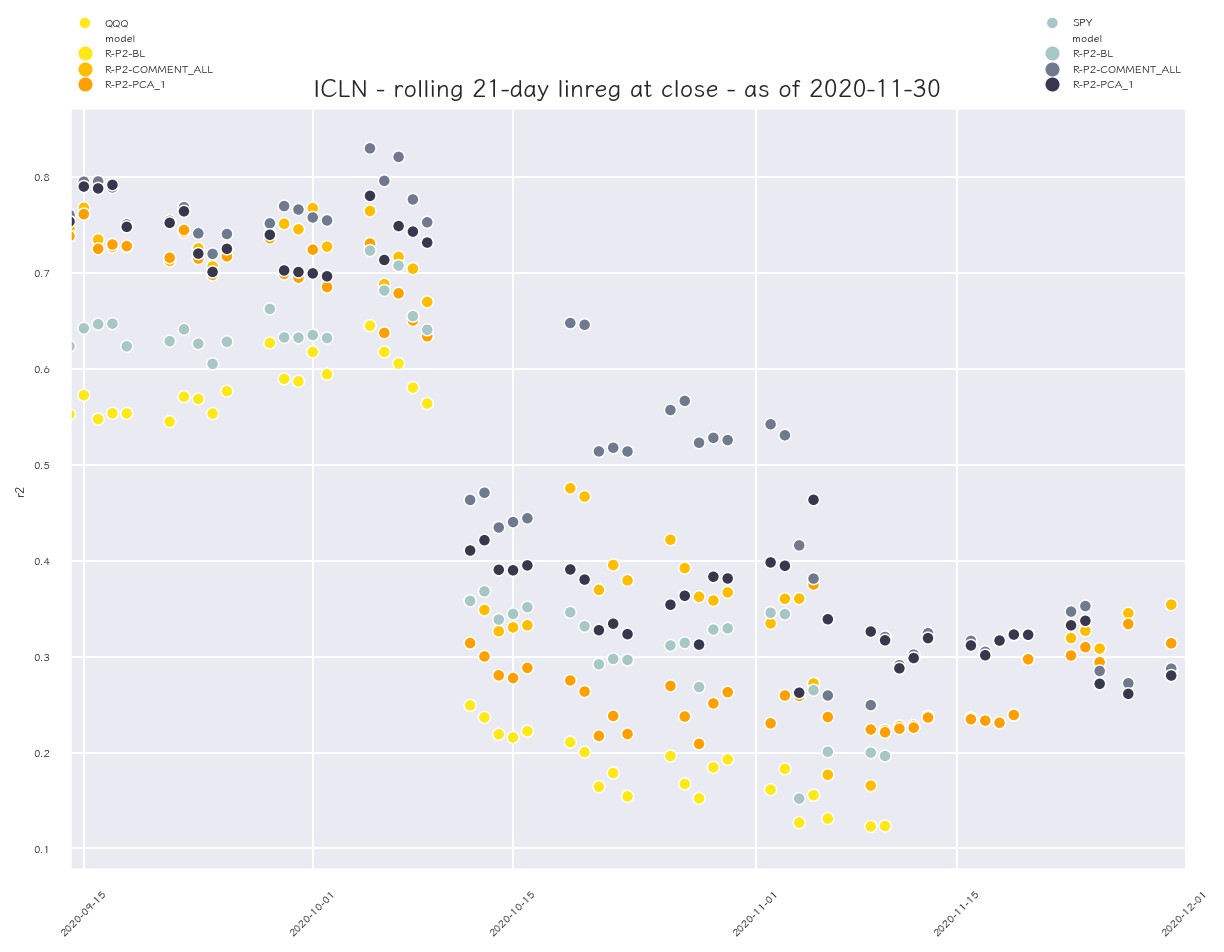 QQQ
model
R-P2-BL
R-P2-COMMENT_ALL
R-P2-PCA_1
SPY
model
R-P2-BL
R-P2-COMMENT_ALL
R-P2-PCA_1
ICLN - rolling 21-day linreg at close - as of 2020-11-30
0.8
0.7
0.6
0.5
r2
0.4
0.3
0.2
0.1
2020-09-15
2020-10-01
2020-10-15
2020-11-01
2020-11-15
2020-12-01